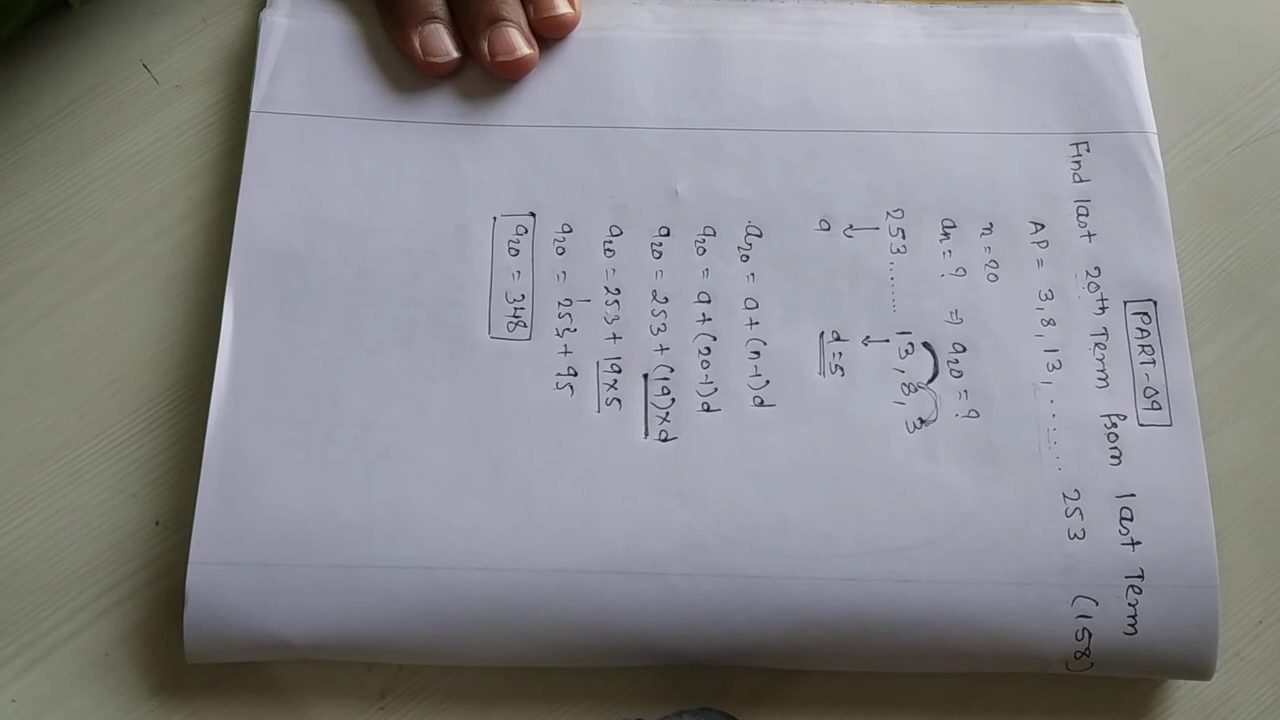 PART-09
Find last 20th Term from last Term
AP = 3, 8, 13, ....... 253 (158)
n = 20
an = ? ⇒ a20 = ?
253 ....... 13, 8, 3
↓ ↓
a d = 5
a20 = a + (n-1)d
a20 = a + (20-1)d
a20 = 253 + (19)×d
a20 = 253 + 19×5
a20 = 253 + 95
a20 = 348